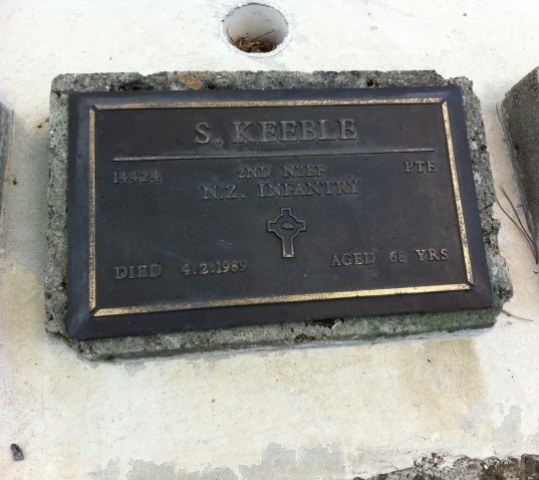 S. KEEBLE
14424 2ND NZEF PTE
N.Z. INFANTRY
DIED 4.2.1989 AGED 68 YRS